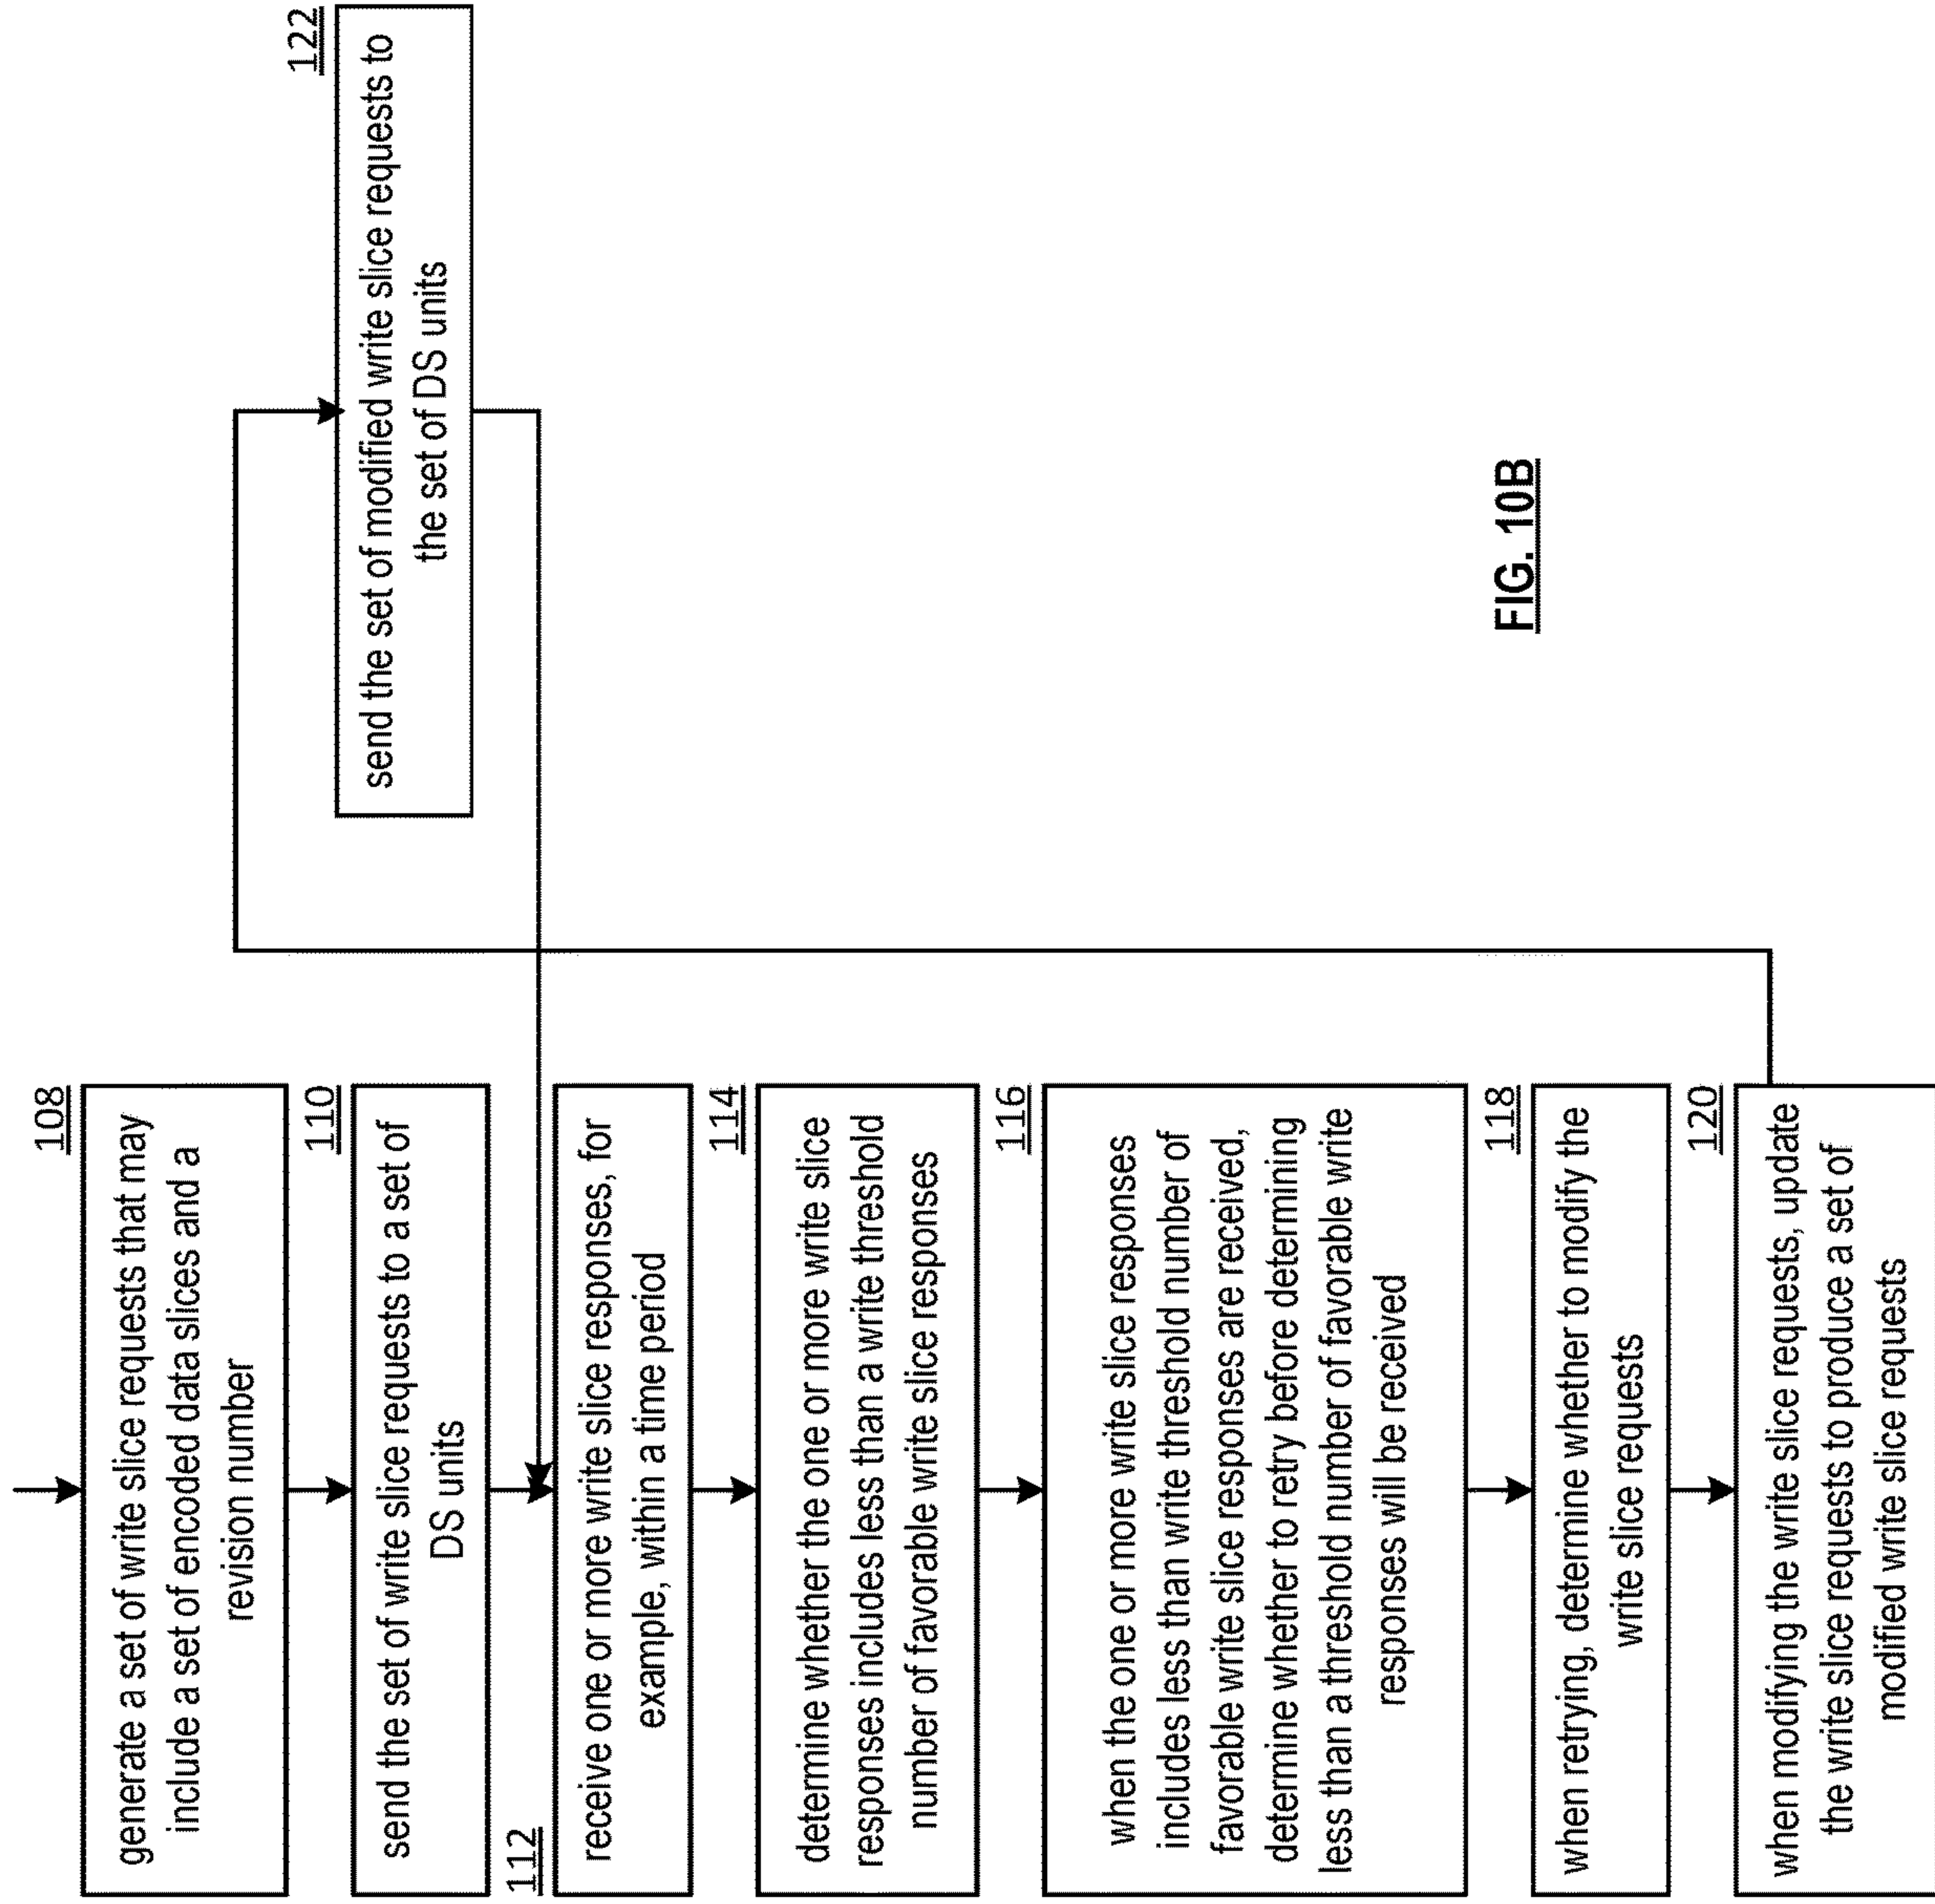 108
generate a set of write slice requests that may
include a set of encoded data slices and a
revision number
110
send the set of write slice requests to a set of
DS units
112
receive one or more write slice responses, for
example, within a time period
114
determine whether the one or more write slice
responses includes less than a write threshold
number of favorable write slice responses
116
when the one or more write slice responses
includes less than write threshold number of
favorable write slice responses are received,
determine whether to retry before determining
less than a threshold number of favorable write
responses will be received
118
when retrying, determine whether to modify the
write slice requests
120
when modifying the write slice requests, update
the write slice requests to produce a set of
modified write slice requests
122
send the set of modified write slice requests to
the set of DS units
FIG. 10B